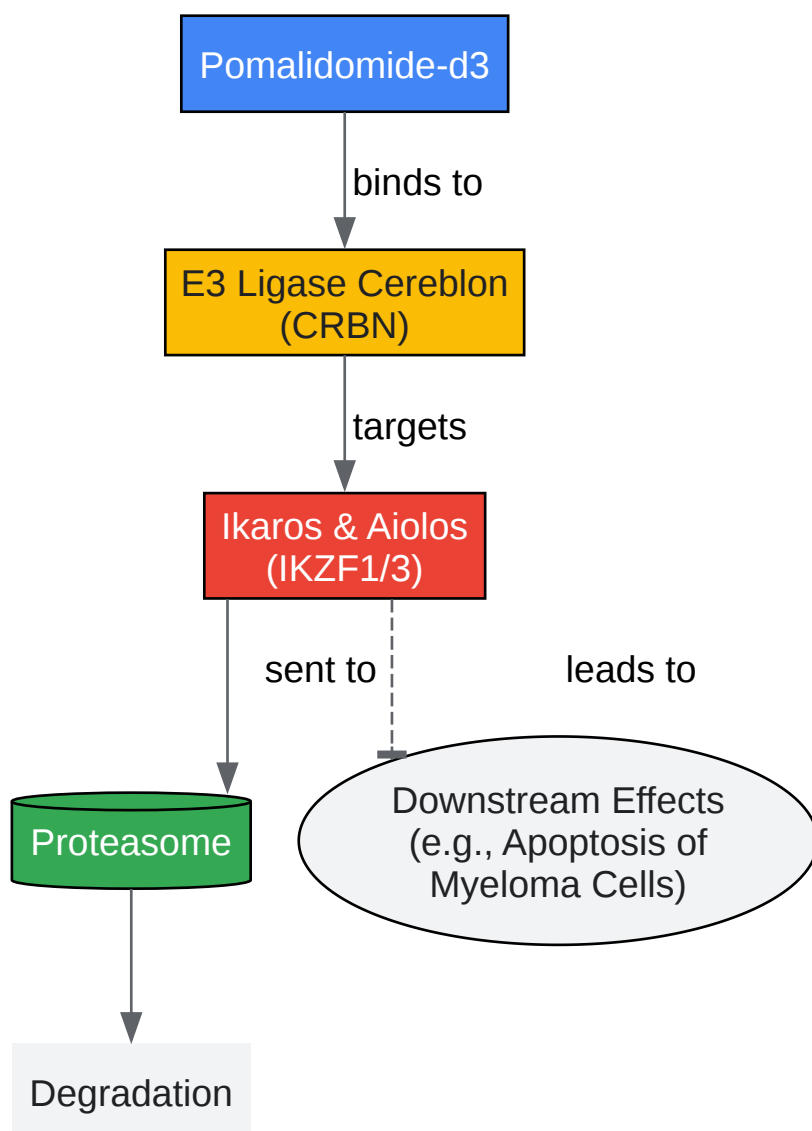 Pomalidomide-d3
binds to
E3 Ligase Cereblon
(CRBN)
targets
Ikaros & Aiolos
(IKZF1/3)
sent to
leads to
Proteasome
Downstream Effects
(e.g., Apoptosis of
Myeloma Cells)
Degradation